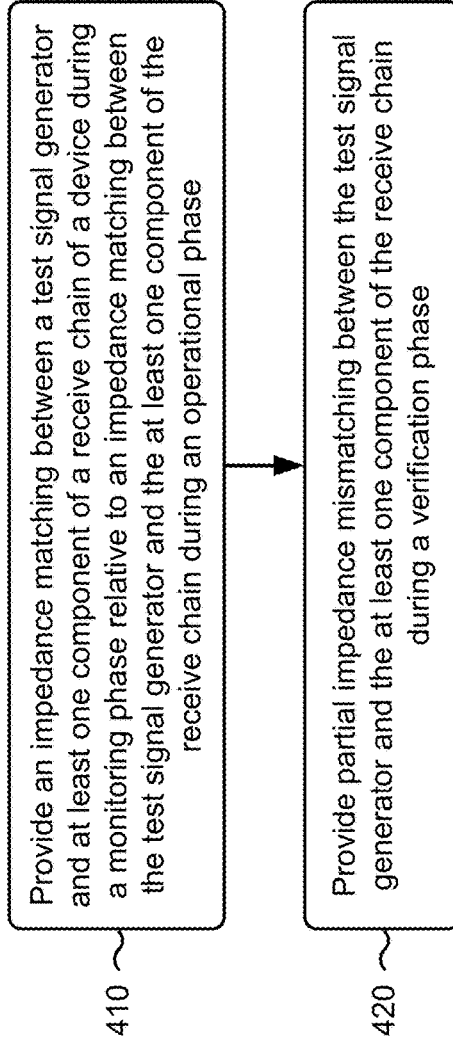 410
Provide an impedance matching between a test signal generator
and at least one component of a receive chain of a device during
a monitoring phase relative to an impedance matching between
the test signal generator and the at least one component of the
receive chain during an operational phase
420
Provide partial impedance mismatching between the test signal
generator and the at least one component of the receive chain
during a verification phase